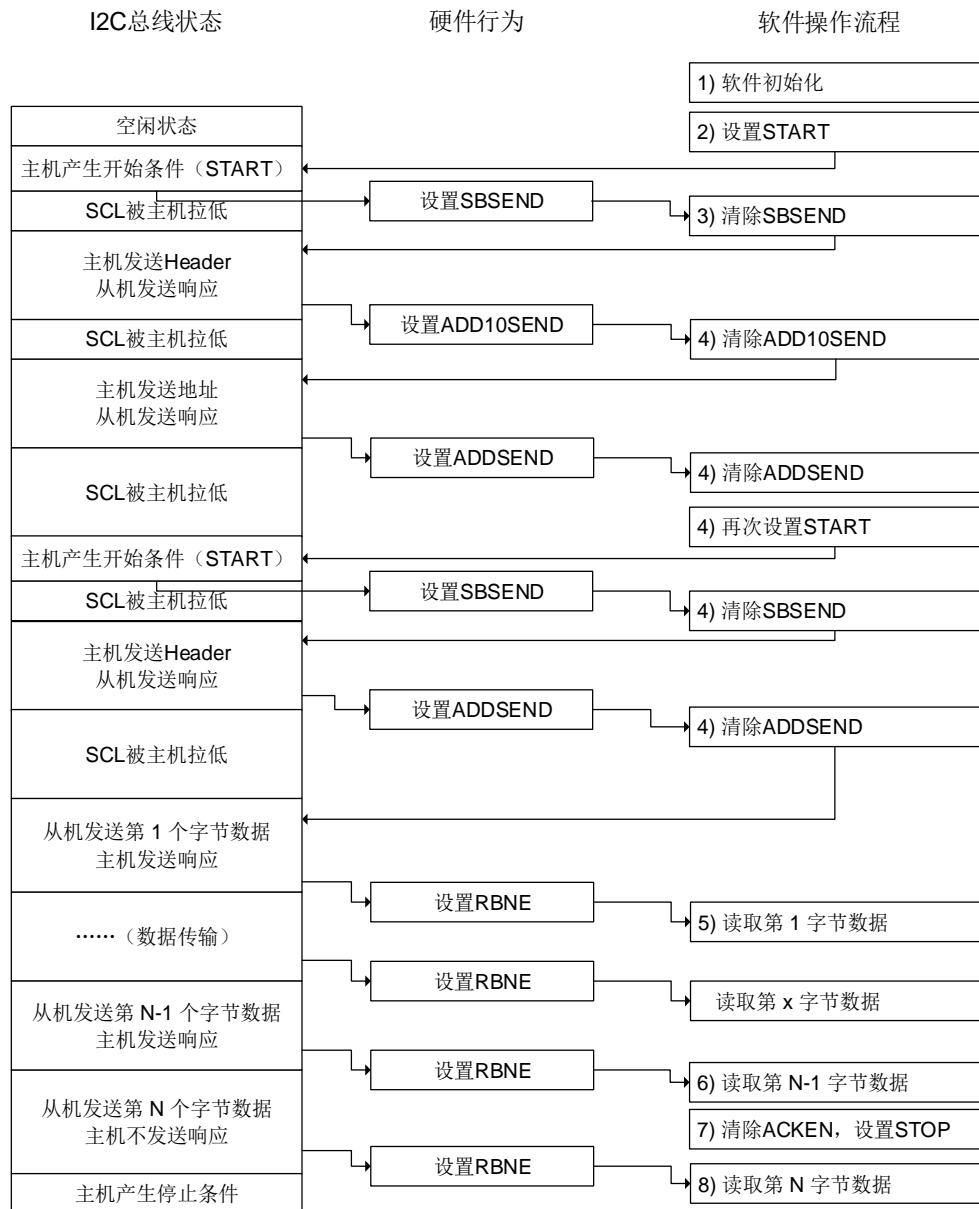 I2C总线状态 硬件行为 软件操作流程
1) 软件初始化
空闲状态
2) 设置START
主机产生开始条件（START）
设置SBSEND
SCL被主机拉低
3) 清除SBSEND
主机发送Header
从机发送响应
设置ADD10SEND
SCL被主机拉低
4) 清除ADD10SEND
主机发送地址
从机发送响应
设置ADDSEND
4) 清除ADDSEND
SCL被主机拉低
4) 再次设置START
主机产生开始条件（START）
设置SBSEND
SCL被主机拉低
4) 清除SBSEND
主机发送Header
从机发送响应
设置ADDSEND
4) 清除ADDSEND
SCL被主机拉低
从机发送第 1 个字节数据
主机发送响应
设置RBNE
5) 读取第 1 字节数据
……（数据传输）
设置RBNE
读取第 x 字节数据
从机发送第 N-1 个字节数据
主机发送响应
设置RBNE
6) 读取第 N-1 字节数据
从机发送第 N 个字节数据
主机不发送响应
7) 清除ACKEN，设置STOP
设置RBNE
8) 读取第 N 字节数据
主机产生停止条件